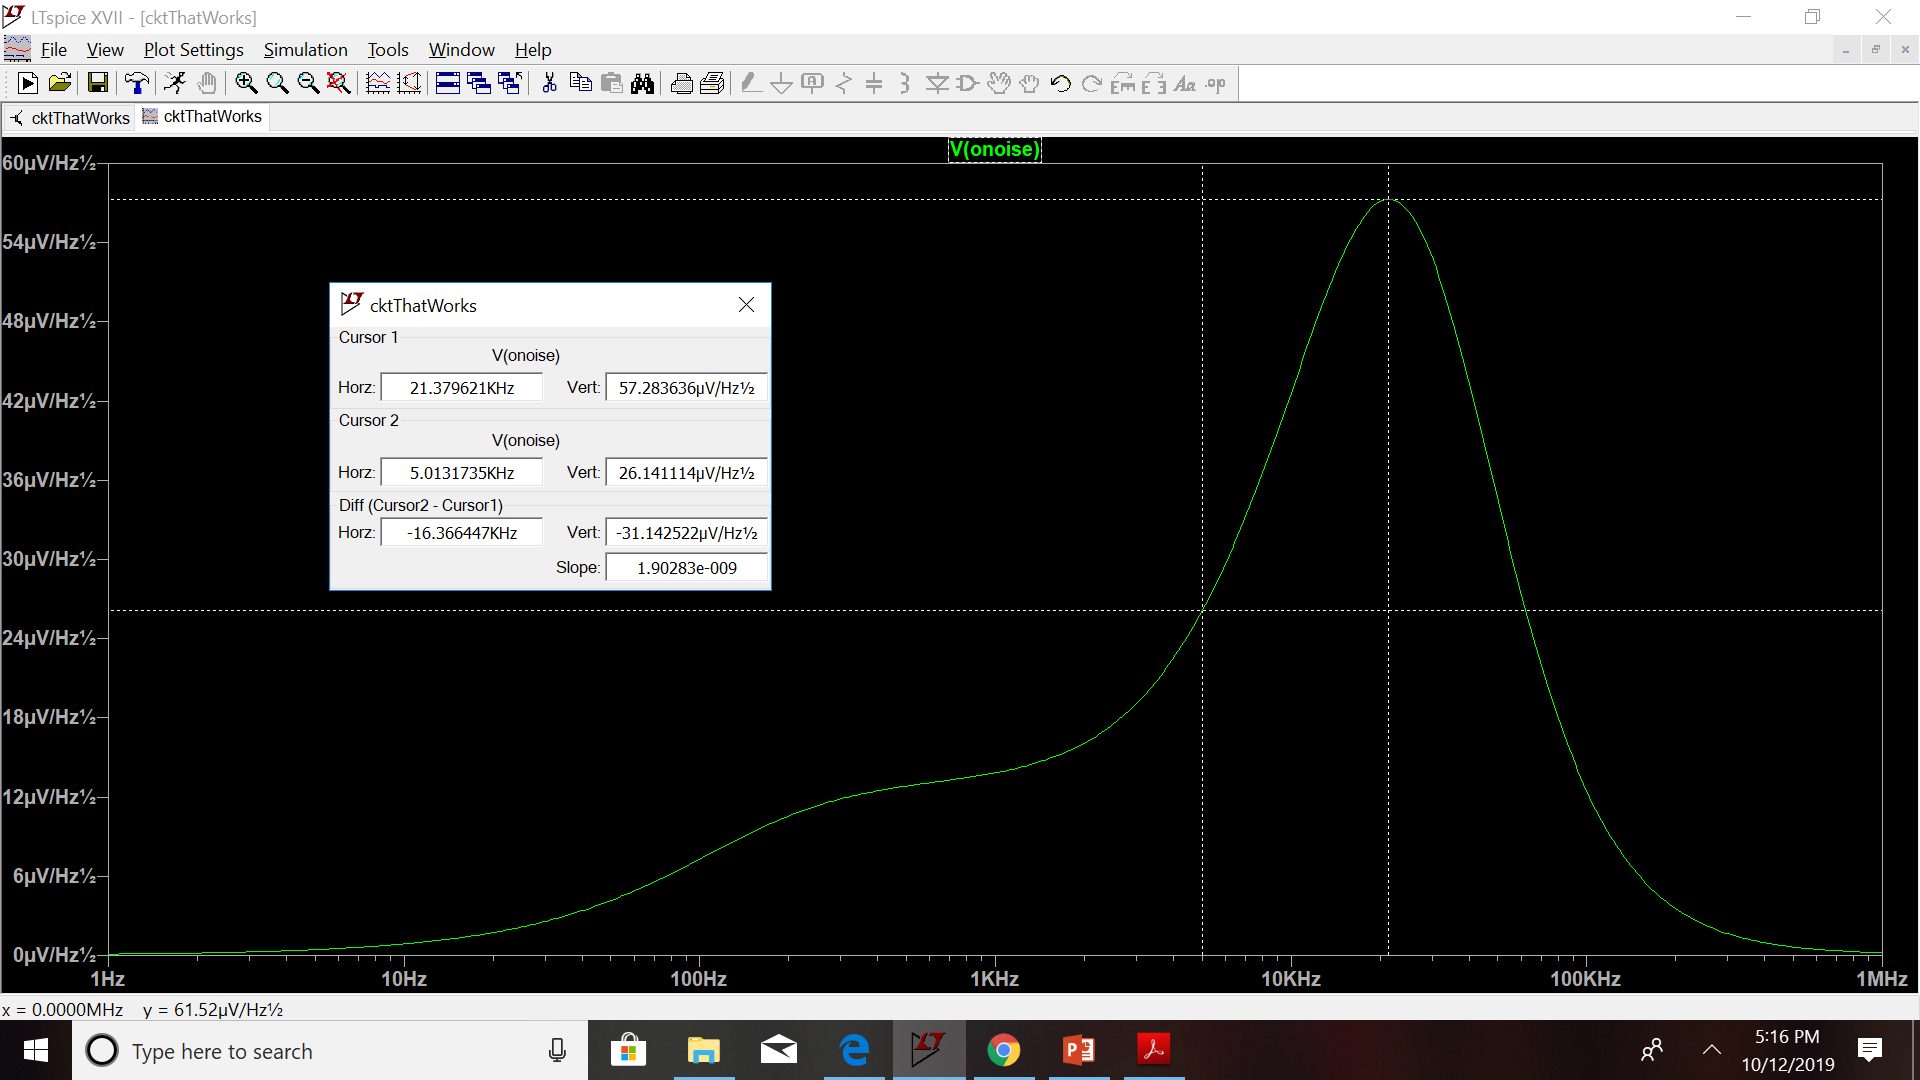 LTspice XVII - [cktThatWorks]
File View Plot Settings Simulation Tools Window Help
cktThatWorks cktThatWorks
V(onoise)
60µV/Hz½
54µV/Hz½
48µV/Hz½
42µV/Hz½
36µV/Hz½
30µV/Hz½
24µV/Hz½
18µV/Hz½
12µV/Hz½
6µV/Hz½
0µV/Hz½
1Hz 10Hz 100Hz 1KHz 10KHz 100KHz 1MHz
cktThatWorks
Cursor 1
V(onoise)
Horz: 21.379621KHz Vert: 57.283636µV/Hz½
Cursor 2
V(onoise)
Horz: 5.0131735KHz Vert: 26.141114µV/Hz½
Diff (Cursor2 - Cursor1)
Horz: -16.366447KHz Vert: -31.142522µV/Hz½
Slope: 1.90283e-009
x = 0.0000MHz y = 61.52µV/Hz½
Type here to search
5:16 PM
10/12/2019